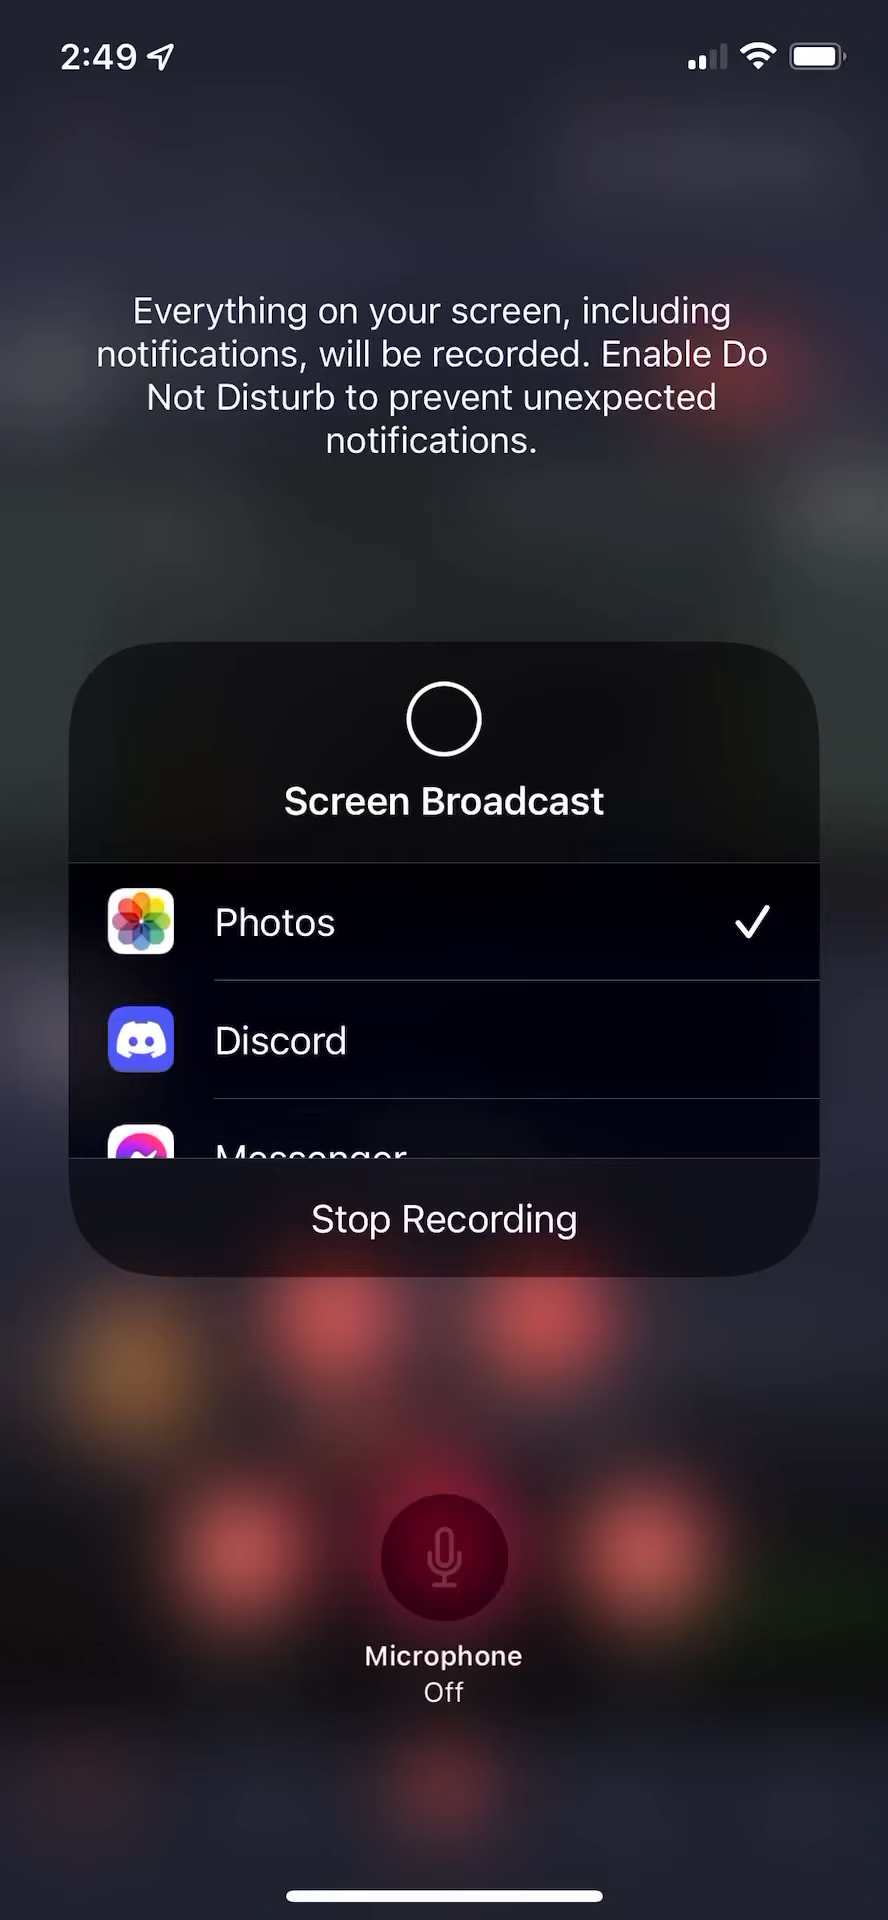 2:49
Everything on your screen, including
notifications, will be recorded. Enable Do
Not Disturb to prevent unexpected
notifications.
Screen Broadcast
Photos
Discord
Messenger
Stop Recording
Microphone
Off